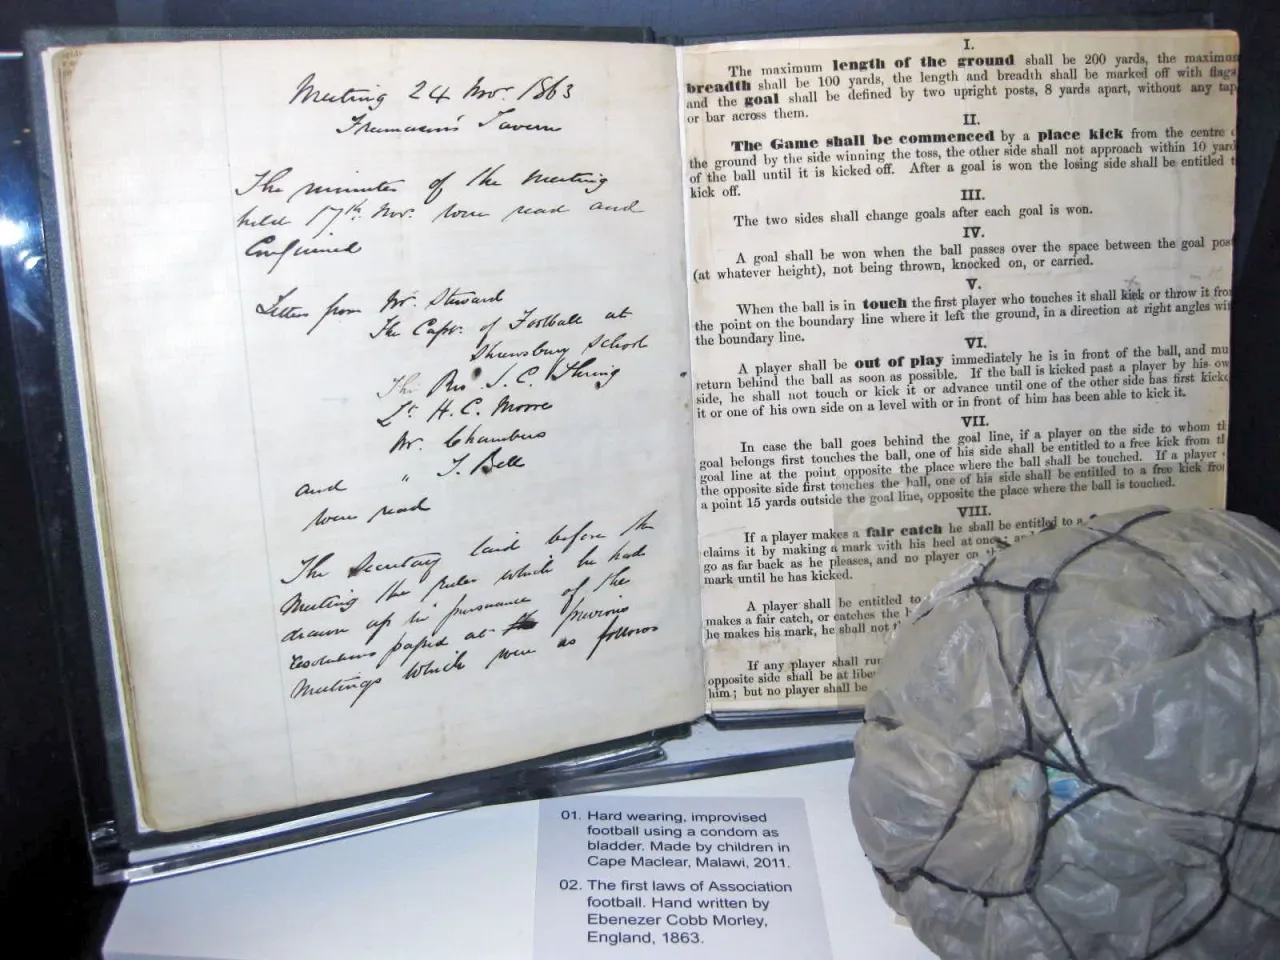 Meeting 24 Nov. 1863
Freemason's Tavern
The minutes of the Meeting
held 17th Nov. were read and
Confirmed
Letters from Mr. Steward
The Capt. of Football at
Shrewsbury School
The Rev. J. C. Thring
Lt. H. C. Moore
Mr. Chambers
and " J. Bell
were read
The Secretary laid before the
Meeting the rules which he had
drawn up in pursuance of the
resolutions passed at the previous
Meetings which were as follows
I.
The maximum length of the ground shall be 200 yards, the maximum
breadth shall be 100 yards, the length and breadth shall be marked off with flags
and the goal shall be defined by two upright posts, 8 yards apart, without any tap
or bar across them.
II.
The Game shall be commenced by a place kick from the centre
the ground by the side winning the toss, the other side shall not approach within 10 yard
of the ball until it is kicked off. After a goal is won the losing side shall be entitled t
kick off.
III.
The two sides shall change goals after each goal is won.
IV.
A goal shall be won when the ball passes over the space between the goal post
(at whatever height), not being thrown, knocked on, or carried.
V.
When the ball is in touch the first player who touches it shall kick or throw it from
the point on the boundary line where it left the ground, in a direction at right angles wit
the boundary line.
VI.
A player shall be out of play immediately he is in front of the ball, and mu
return behind the ball as soon as possible. If the ball is kicked past a player by his ow
side, he shall not touch or kick it or advance until one of the other side has first kicke
it or one of his own side on a level with or in front of him has been able to kick it.
VII.
In case the ball goes behind the goal line, if a player on the side to whom th
goal belongs first touches the ball, one of his side shall be entitled to a free kick from th
goal line at the point opposite the place where the ball shall be touched. If a player
the opposite side first touches the ball, one of his side shall be entitled to a free kick from
a point 15 yards outside the goal line, opposite the place where the ball is touched.
VIII.
If a player makes a fair catch he shall be entitled to a
claims it by making a mark with his heel at once; and
go as far back as he pleases, and no player on th
mark until he has kicked.
A player shall be entitled to
makes a fair catch, or catches the b
he makes his mark, he shall not
If any player shall run
opposite side shall be at liber
him; but no player shall be
01. Hard wearing, improvised
football using a condom as
bladder. Made by children in
Cape Maclear, Malawi, 2011.
02. The first laws of Association
football. Hand written by
Ebenezer Cobb Morley,
England, 1863.